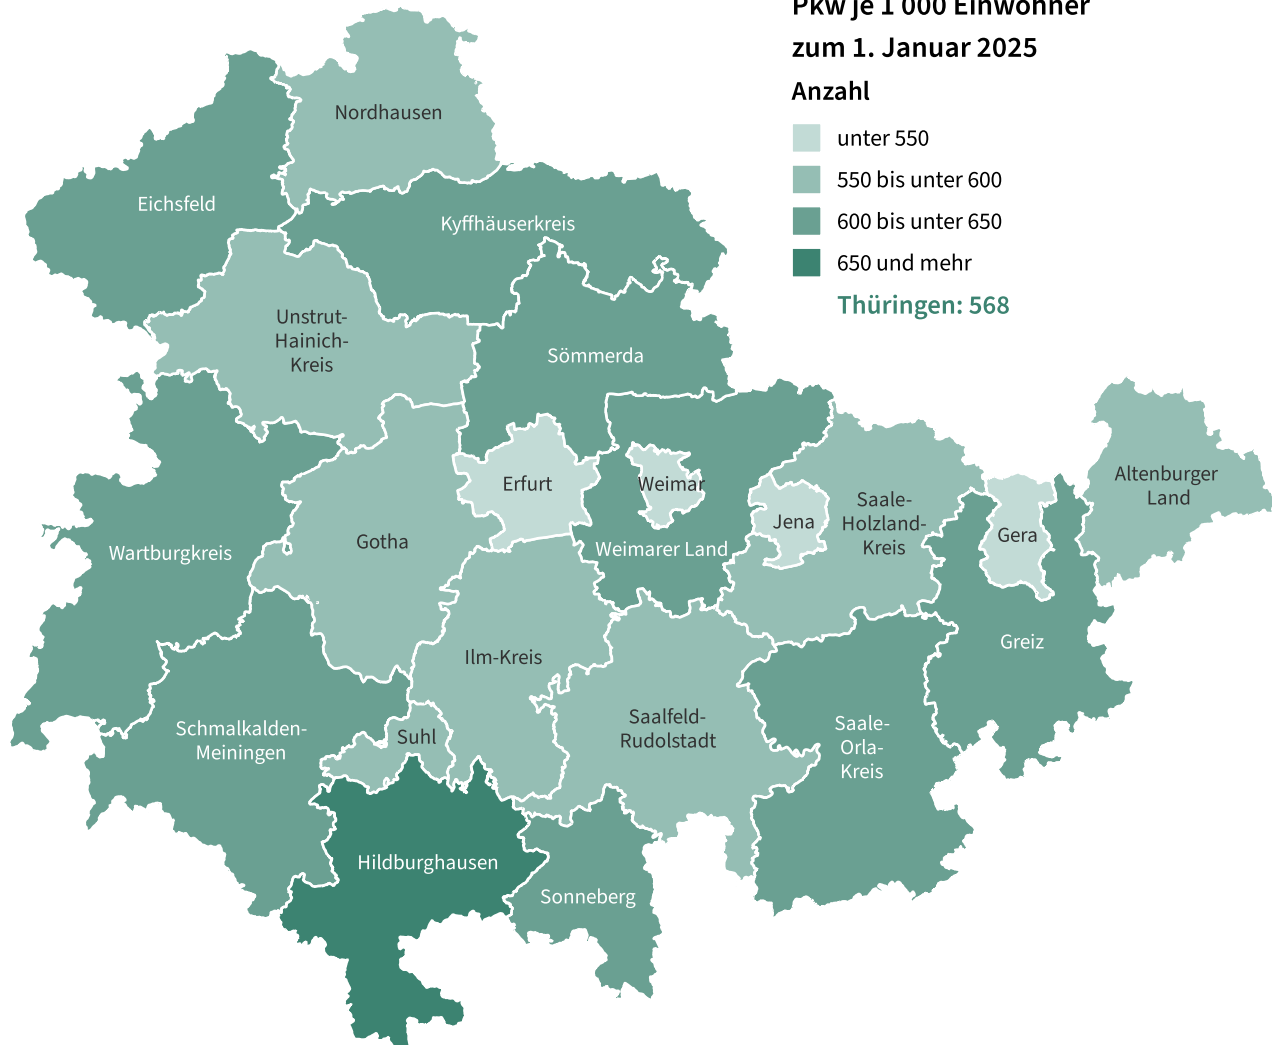 Pkw je 1 000 Einwohner
zum 1. Januar 2025
Anzahl
unter 550
550 bis unter 600
600 bis unter 650
650 und mehr
Thüringen: 568
Nordhausen
Eichsfeld
Kyffhäuserkreis
Unstrut-
Hainich-
Kreis
Sömmerda
Erfurt
Weimar
Jena
Saale-
Holzland-
Kreis
Gera
Altenburger
Land
Wartburgkreis
Gotha
Weimarer Land
Greiz
Ilm-Kreis
Schmalkalden-
Meiningen
Suhl
Saalfeld-
Rudolstadt
Saale-
Orla-
Kreis
Hildburghausen
Sonneberg